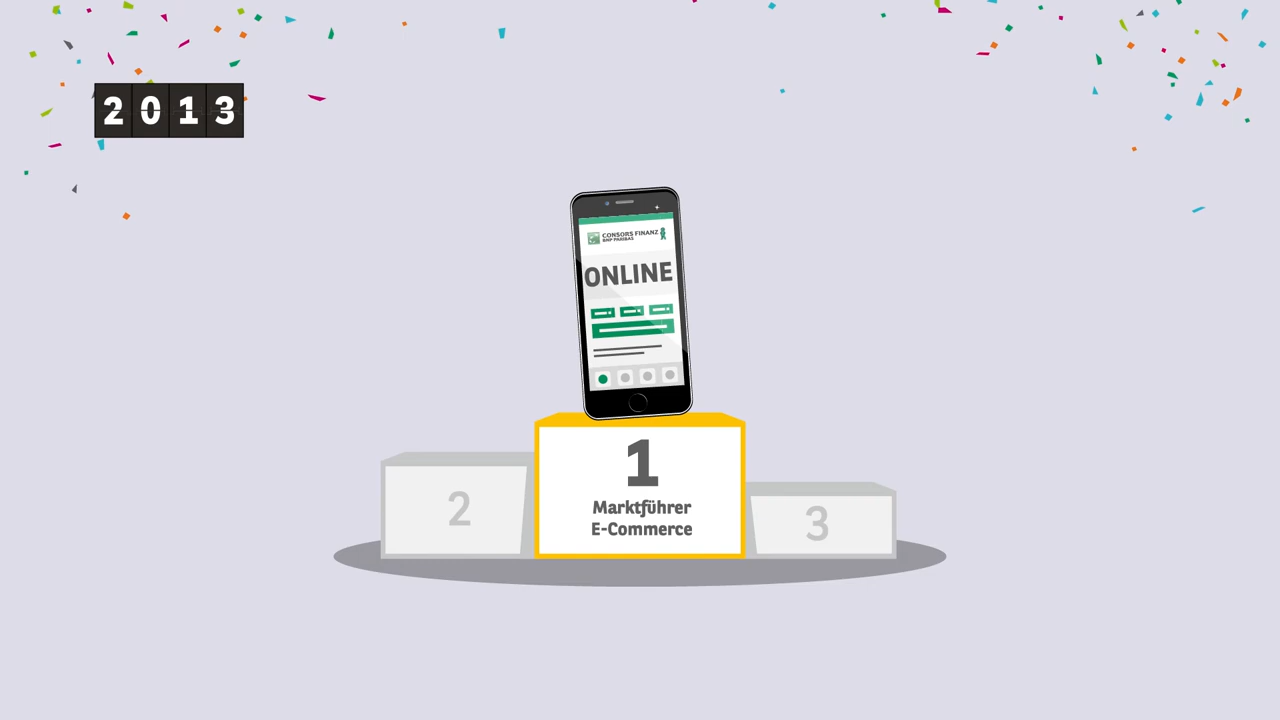 2013
CONSORS FINANZ
BNP PARIBAS
ONLINE
1
Marktführer
E-Commerce
2
3